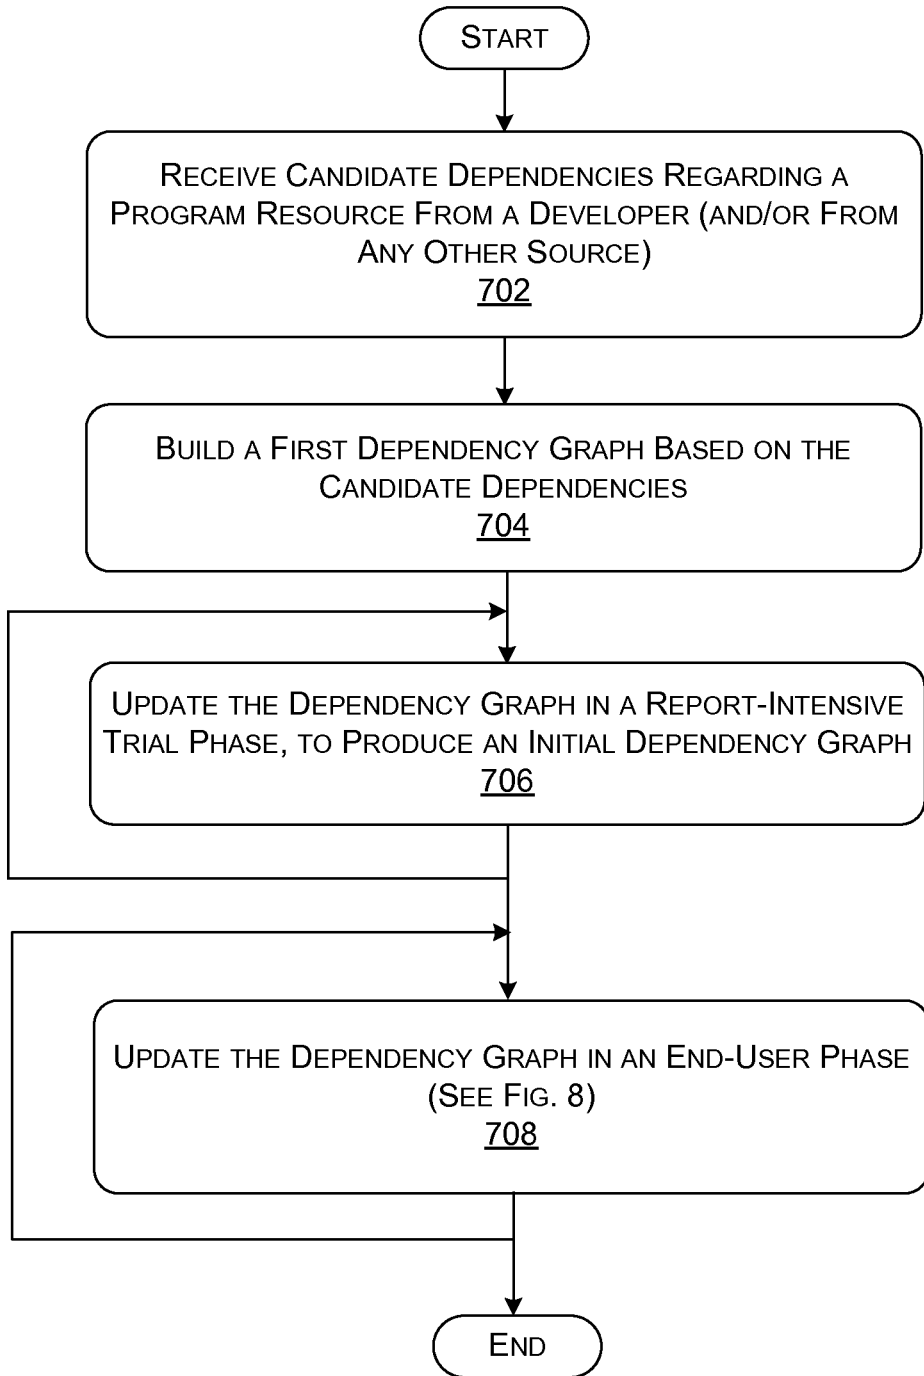 START
RECEIVE CANDIDATE DEPENDENCIES REGARDING A
PROGRAM RESOURCE FROM A DEVELOPER (AND/OR FROM
ANY OTHER SOURCE)
702
BUILD A FIRST DEPENDENCY GRAPH BASED ON THE
CANDIDATE DEPENDENCIES
704
UPDATE THE DEPENDENCY GRAPH IN A REPORT-INTENSIVE
TRIAL PHASE, TO PRODUCE AN INITIAL DEPENDENCY GRAPH
706
UPDATE THE DEPENDENCY GRAPH IN AN END-USER PHASE
(SEE FIG. 8)
708
END